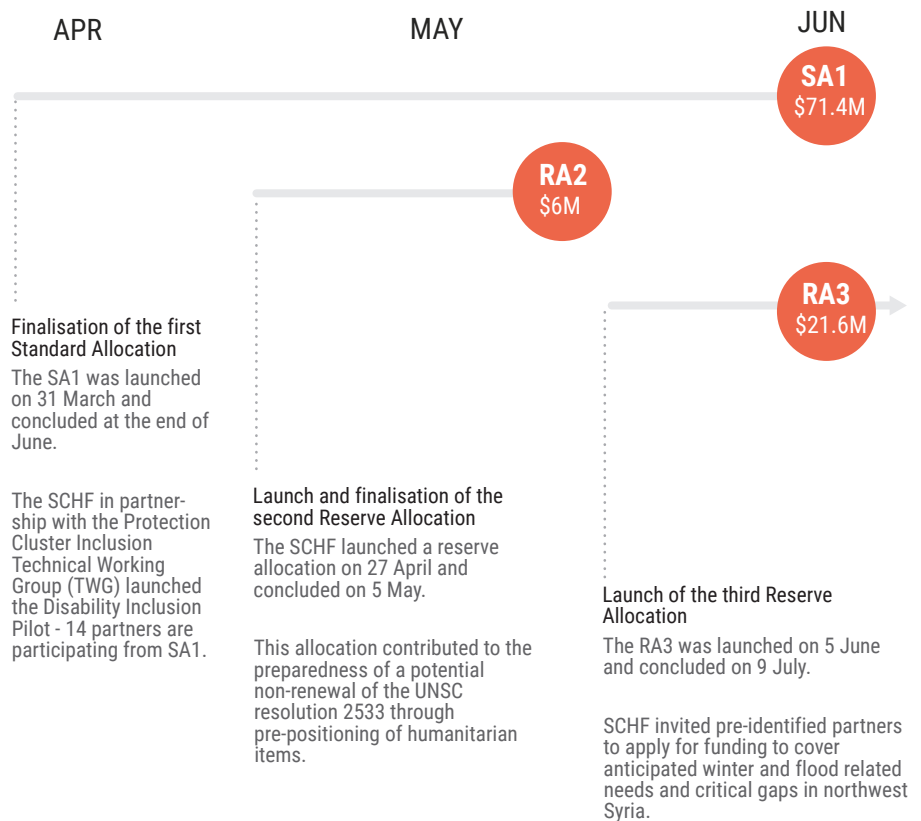 APR
MAY
JUN
SA1
$71.4M
RA2
$6M
RA3
$21.6M
Finalisation of the first
Standard Allocation
The SA1 was launched
on 31 March and
concluded at the end of
June.
The SCHF in partner-
ship with the Protection
Cluster Inclusion
Technical Working
Group (TWG) launched
the Disability Inclusion
Pilot - 14 partners are
participating from SA1.
Launch and finalisation of the
second Reserve Allocation
The SCHF launched a reserve
allocation on 27 April and
concluded on 5 May.
This allocation contributed to the
preparedness of a potential
non-renewal of the UNSC
resolution 2533 through
pre-positioning of humanitarian
items.
Launch of the third Reserve
Allocation
The RA3 was launched on 5 June
and concluded on 9 July.
SCHF invited pre-identified partners
to apply for funding to cover
anticipated winter and flood related
needs and critical gaps in northwest
Syria.